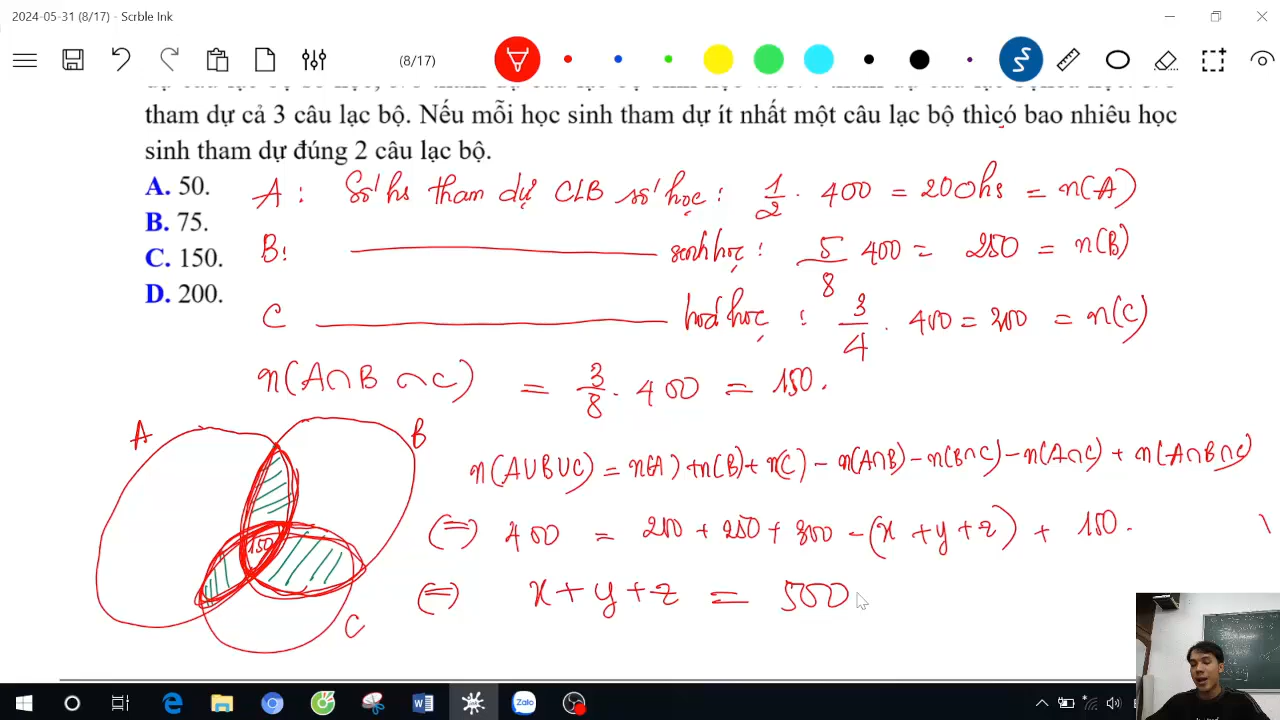 2024-05-31 (8/17) - Scrble Ink
(8/17)
tham dự cả 3 câu lạc bộ. Nếu mỗi học sinh tham dự ít nhất một câu lạc bộ thìcó bao nhiêu học
sinh tham dự đúng 2 câu lạc bộ.
A. 50.
B. 75.
C. 150.
D. 200.
A: Số hs tham dự CLB số học: 1/2 . 400 = 200hs = n(A)
B: sinh học: 5/8 400 = 250 = n(B)
C hoá học: 3/4 . 400 = 300 = n(C)
n(A∩B∩C) = 3/8 . 400 = 150.
A
B
150
C
n(A∪B∪C) = n(A) + n(B) + n(C) - n(A∩B) - n(B∩C) - n(A∩C) + n(A∩B∩C)
(=) 400 = 200 + 250 + 300 - (x + y + z) + 150.
(=) x + y + z = 500
Zalo